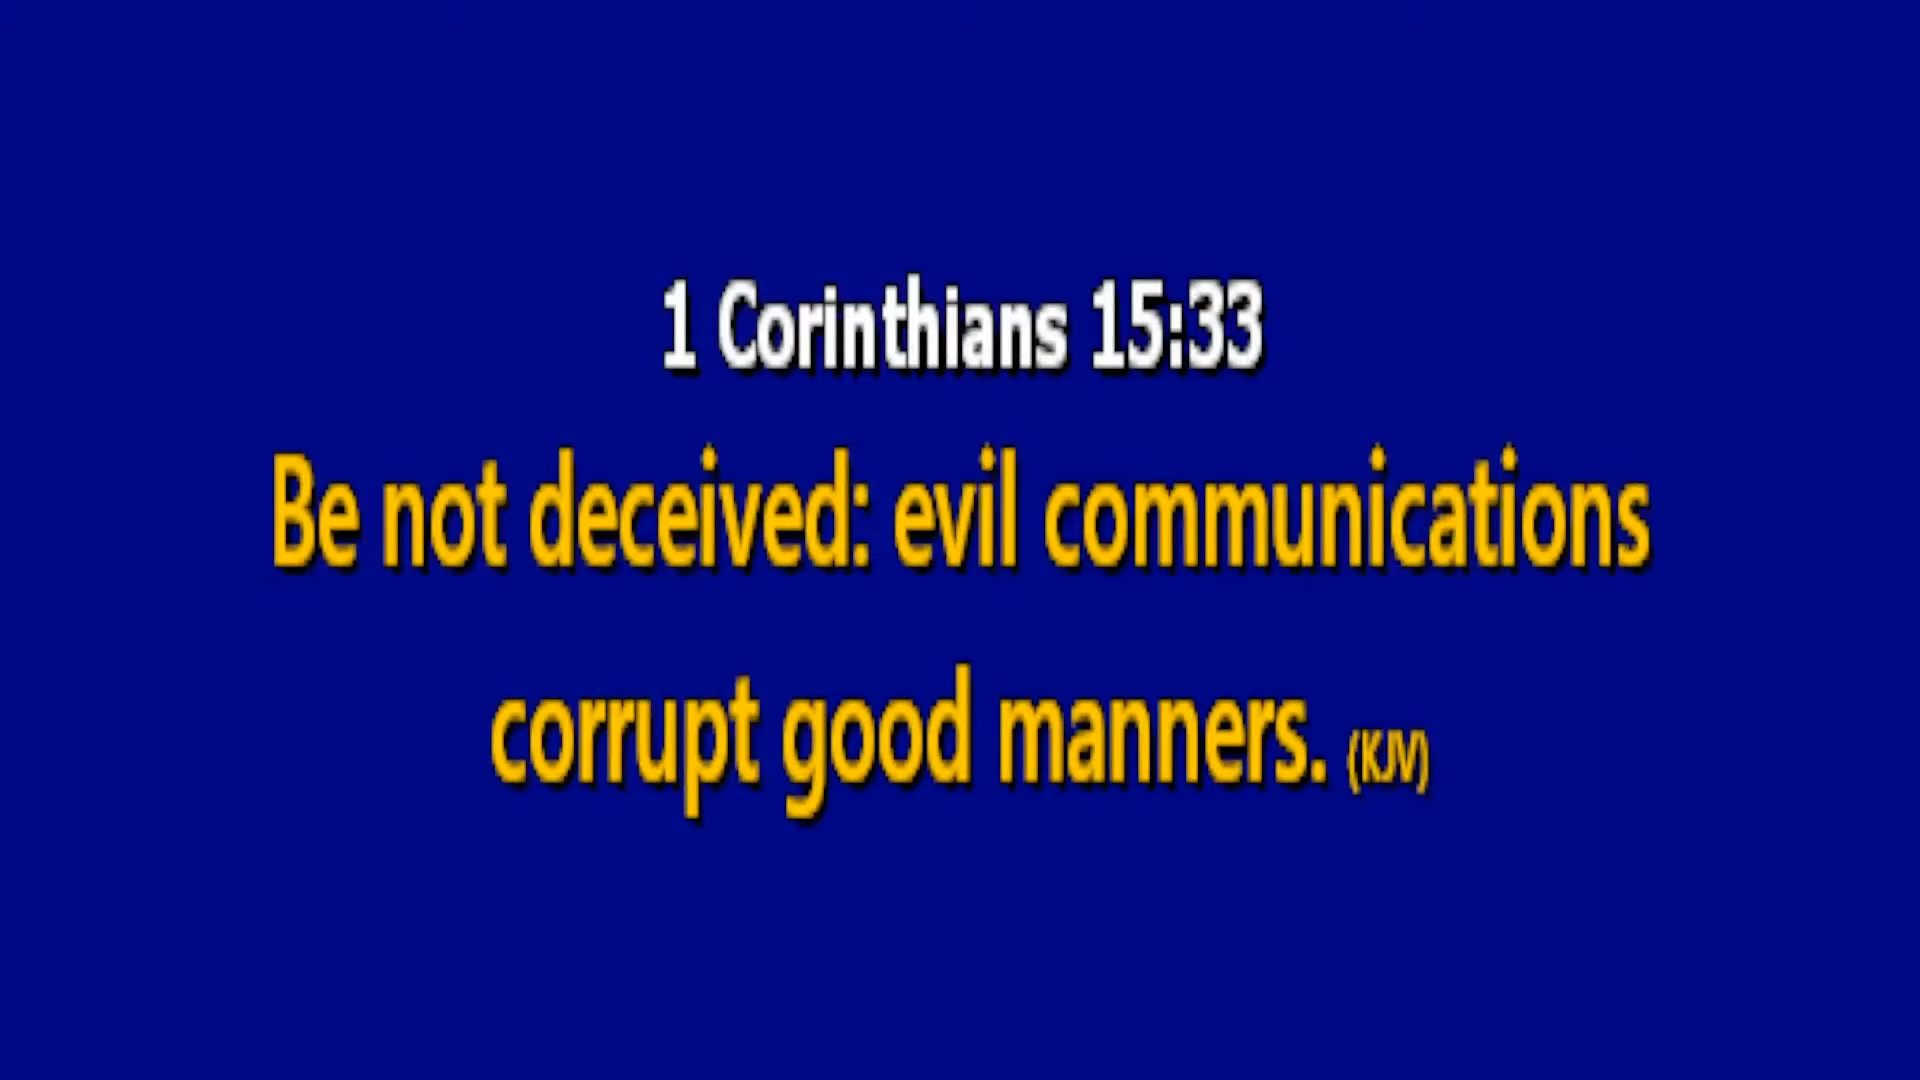 1 Corinthians 15:33
Be not deceived: evil communications
corrupt good manners. (KJV)